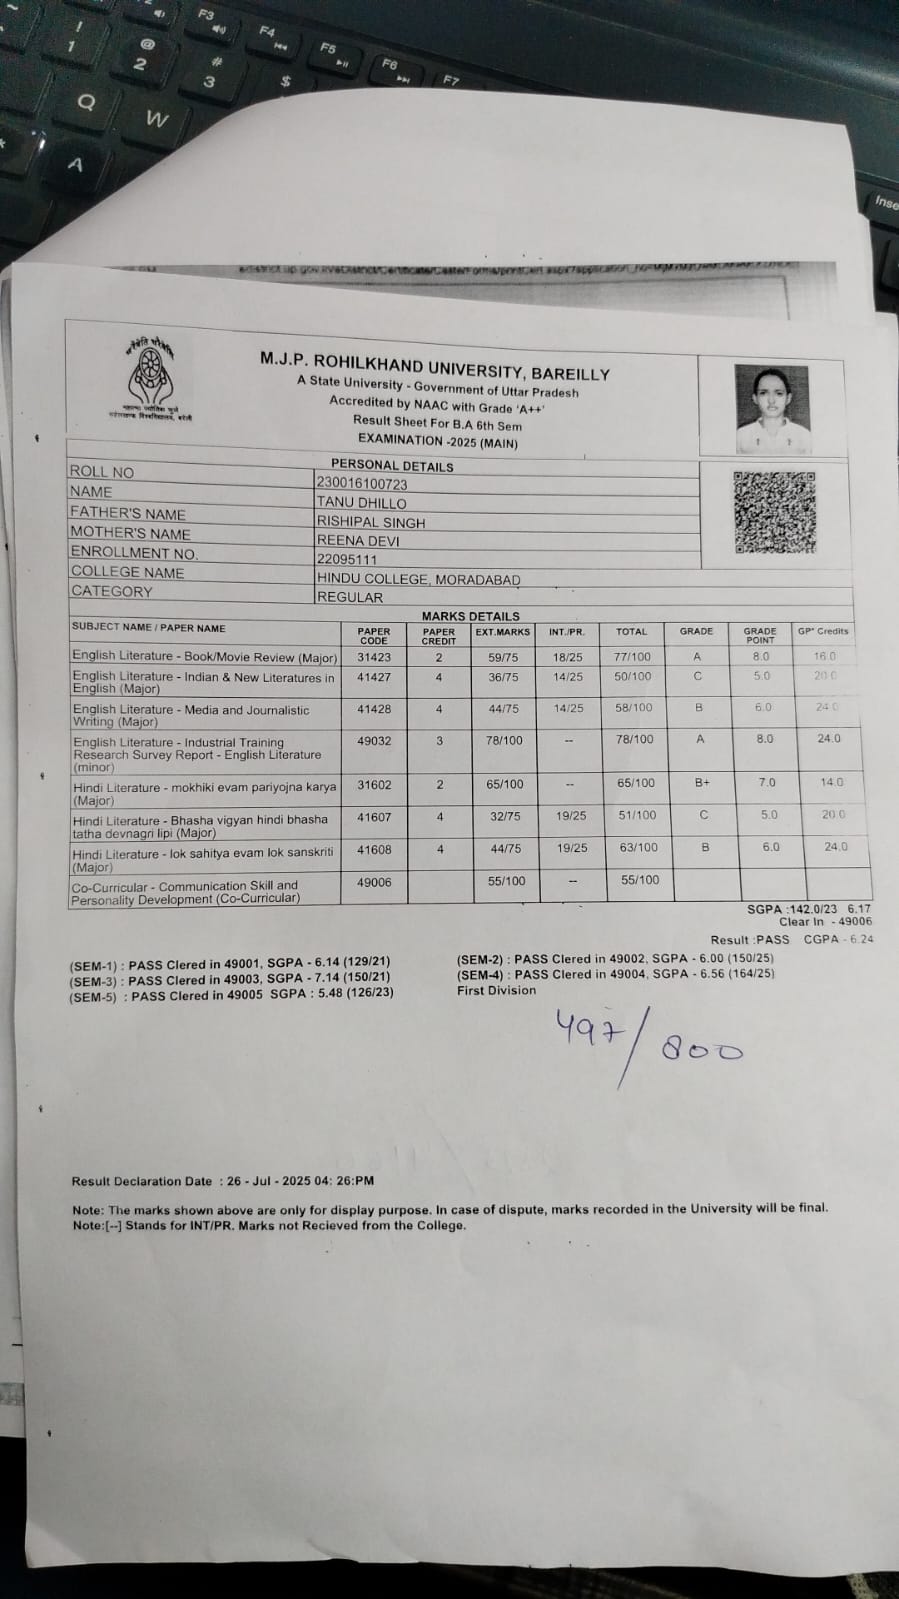 F3
F4
F5
F6
F7
!
1
@
2
#
3
$
Q
W
A
Inse
M.J.P. ROHILKHAND UNIVERSITY, BAREILLY
A State University - Government of Uttar Pradesh
Accredited by NAAC with Grade 'A++'
Result Sheet For B.A 6th Sem
EXAMINATION -2025 (MAIN)
PERSONAL DETAILS
ROLL NO 230016100723
NAME TANU DHILLO
FATHER'S NAME RISHIPAL SINGH
MOTHER'S NAME REENA DEVI
ENROLLMENT NO. 22095111
COLLEGE NAME HINDU COLLEGE, MORADABAD
CATEGORY REGULAR
MARKS DETAILS
SUBJECT NAME / PAPER NAME PAPER CODE PAPER CREDIT EXT.MARKS INT./PR. TOTAL GRADE GRADE POINT GP* Credits
English Literature - Book/Movie Review (Major) 31423 2 59/75 18/25 77/100 A 8.0 16.0
English Literature - Indian & New Literatures in 41427 4 36/75 14/25 50/100 C 5.0 20.0
English (Major)
English Literature - Media and Journalistic 41428 4 44/75 14/25 58/100 B 6.0 24.0
Writing (Major)
English Literature - Industrial Training 49032 3 78/100 -- 78/100 A 8.0 24.0
Research Survey Report - English Literature
(minor)
Hindi Literature - mokhiki evam pariyojna karya 31602 2 65/100 -- 65/100 B+ 7.0 14.0
(Major)
Hindi Literature - Bhasha vigyan hindi bhasha 41607 4 32/75 19/25 51/100 C 5.0 20.0
tatha devnagri lipi (Major)
Hindi Literature - lok sahitya evam lok sanskriti 41608 4 44/75 19/25 63/100 B 6.0 24.0
(Major)
Co-Curricular - Communication Skill and 49006 55/100 -- 55/100
Personality Development (Co-Curricular)
SGPA :142.0/23 6.17
Clear In - 49006
Result :PASS CGPA - 6.24
(SEM-1) : PASS Clered in 49001, SGPA - 6.14 (129/21) (SEM-2) : PASS Clered in 49002, SGPA - 6.00 (150/25)
(SEM-3) : PASS Clered in 49003, SGPA - 7.14 (150/21) (SEM-4) : PASS Clered in 49004, SGPA - 6.56 (164/25)
(SEM-5) : PASS Clered in 49005 SGPA : 5.48 (126/23) First Division
497/800
Result Declaration Date : 26 - Jul - 2025 04: 26:PM
Note: The marks shown above are only for display purpose. In case of dispute, marks recorded in the University will be final.
Note:[--] Stands for INT/PR. Marks not Recieved from the College.